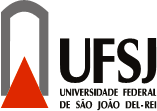 UFSJ
UNIVERSIDADE FEDERAL
DE SÃO JOÃO DEL-REI